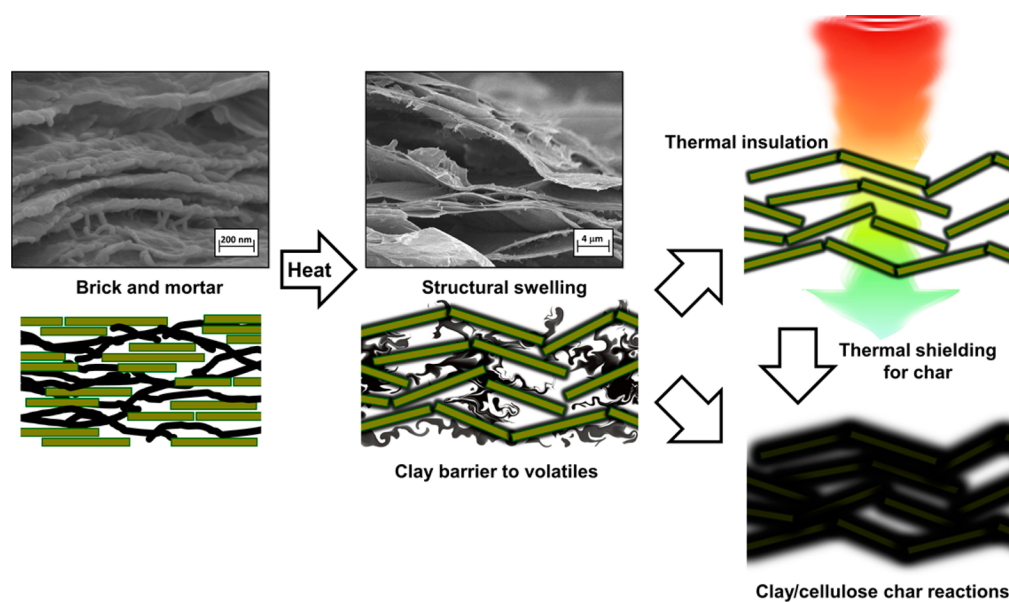 200 nm
Brick and mortar
Heat
4 μm
Structural swelling
Clay barrier to volatiles
Thermal insulation
Thermal shielding
for char
Clay/cellulose char reactions